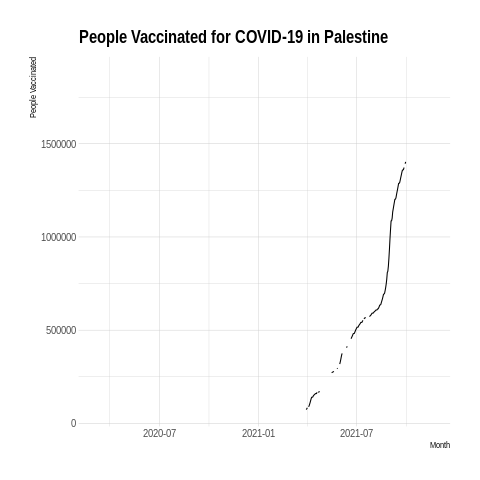 People Vaccinated for COVID-19 in Palestine
People Vaccinated
1500000
1000000
500000
0
2020-07
2021-01
2021-07
Month